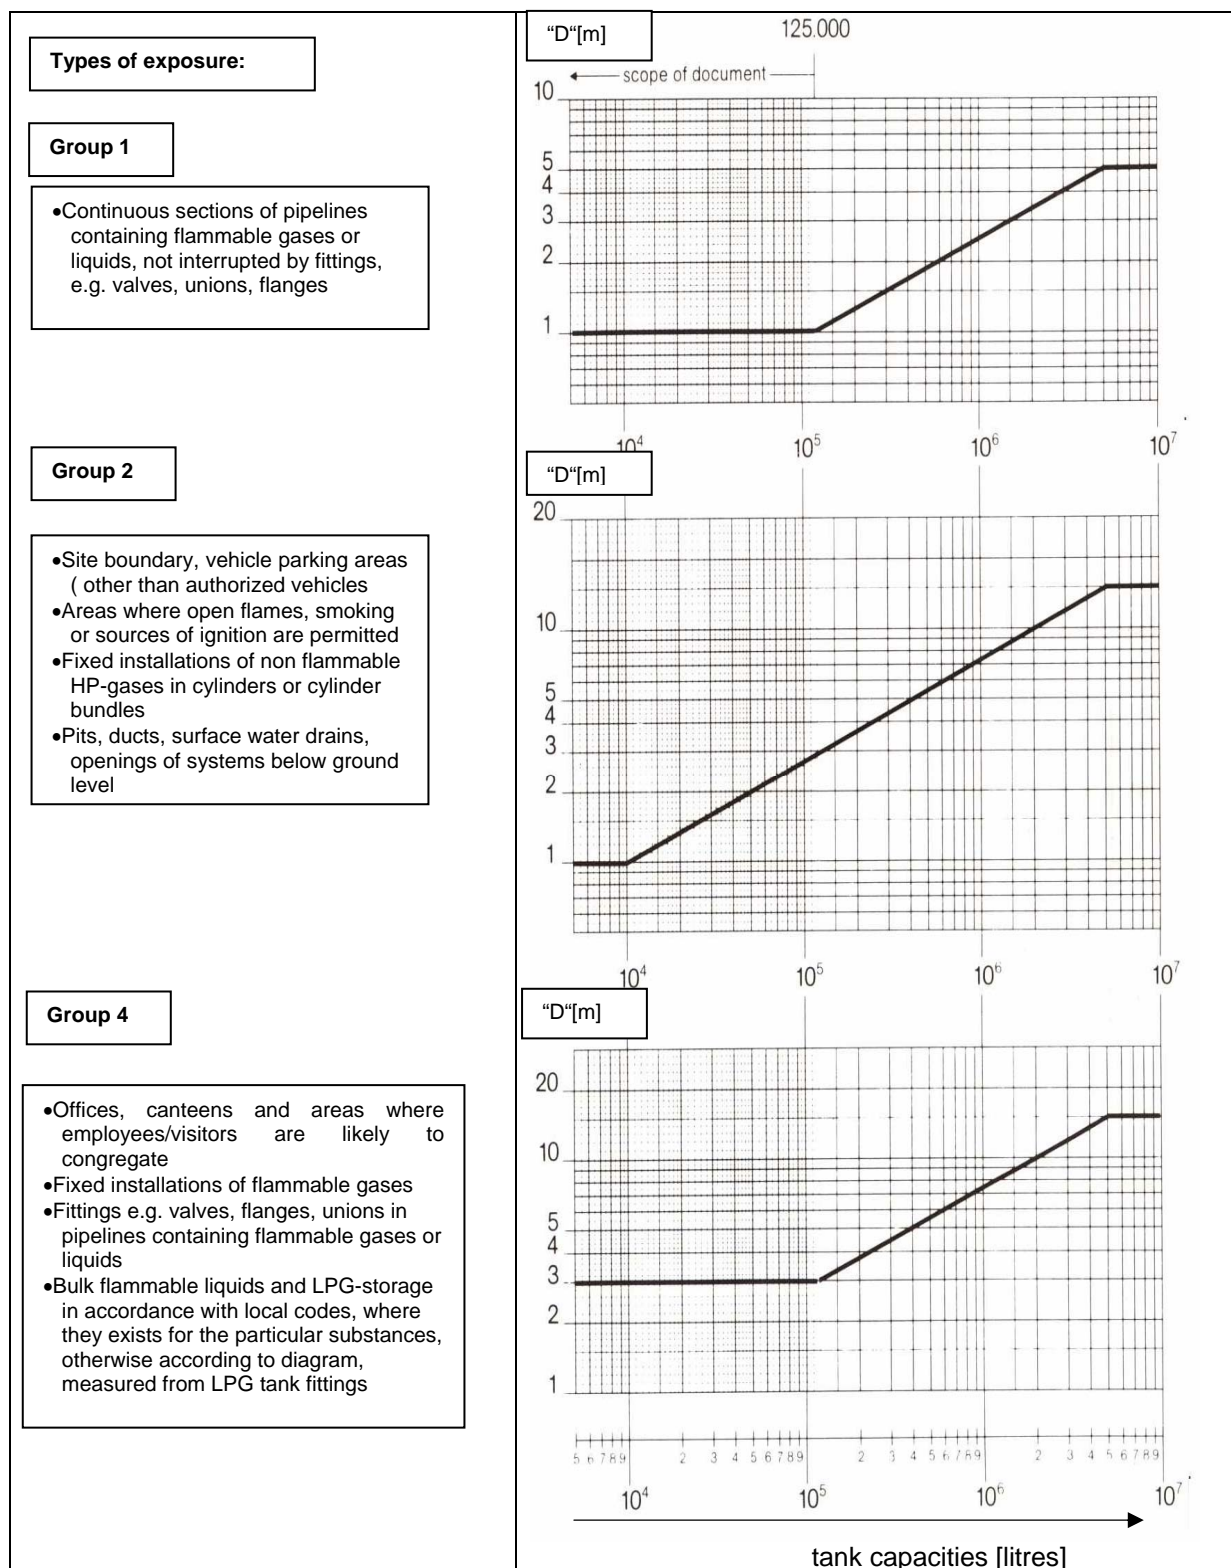 Types of exposure:
Group 1
•Continuous sections of pipelines
containing flammable gases or
liquids, not interrupted by fittings,
e.g. valves, unions, flanges
“D“[m]
125.000
scope of document
10
5
4
3
2
1
10⁴ 10⁵ 10⁶ 10⁷
Group 2
•Site boundary, vehicle parking areas
( other than authorized vehicles
•Areas where open flames, smoking
or sources of ignition are permitted
•Fixed installations of non flammable
HP-gases in cylinders or cylinder
bundles
•Pits, ducts, surface water drains,
openings of systems below ground
level
“D“[m]
20
10
5
4
3
2
1
10⁴ 10⁵ 10⁶ 10⁷
Group 4
•Offices, canteens and areas where
employees/visitors are likely to
congregate
•Fixed installations of flammable gases
•Fittings e.g. valves, flanges, unions in
pipelines containing flammable gases or
liquids
•Bulk flammable liquids and LPG-storage
in accordance with local codes, where
they exists for the particular substances,
otherwise according to diagram,
measured from LPG tank fittings
“D“[m]
20
10
5
4
3
2
1
5 6 7 8 9 2 3 4 5 6 7 8 9 2 3 4 5 6 7 8 9 2 3 4 5 6 7 8 9
10⁴ 10⁵ 10⁶ 10⁷
tank capacities [litres]